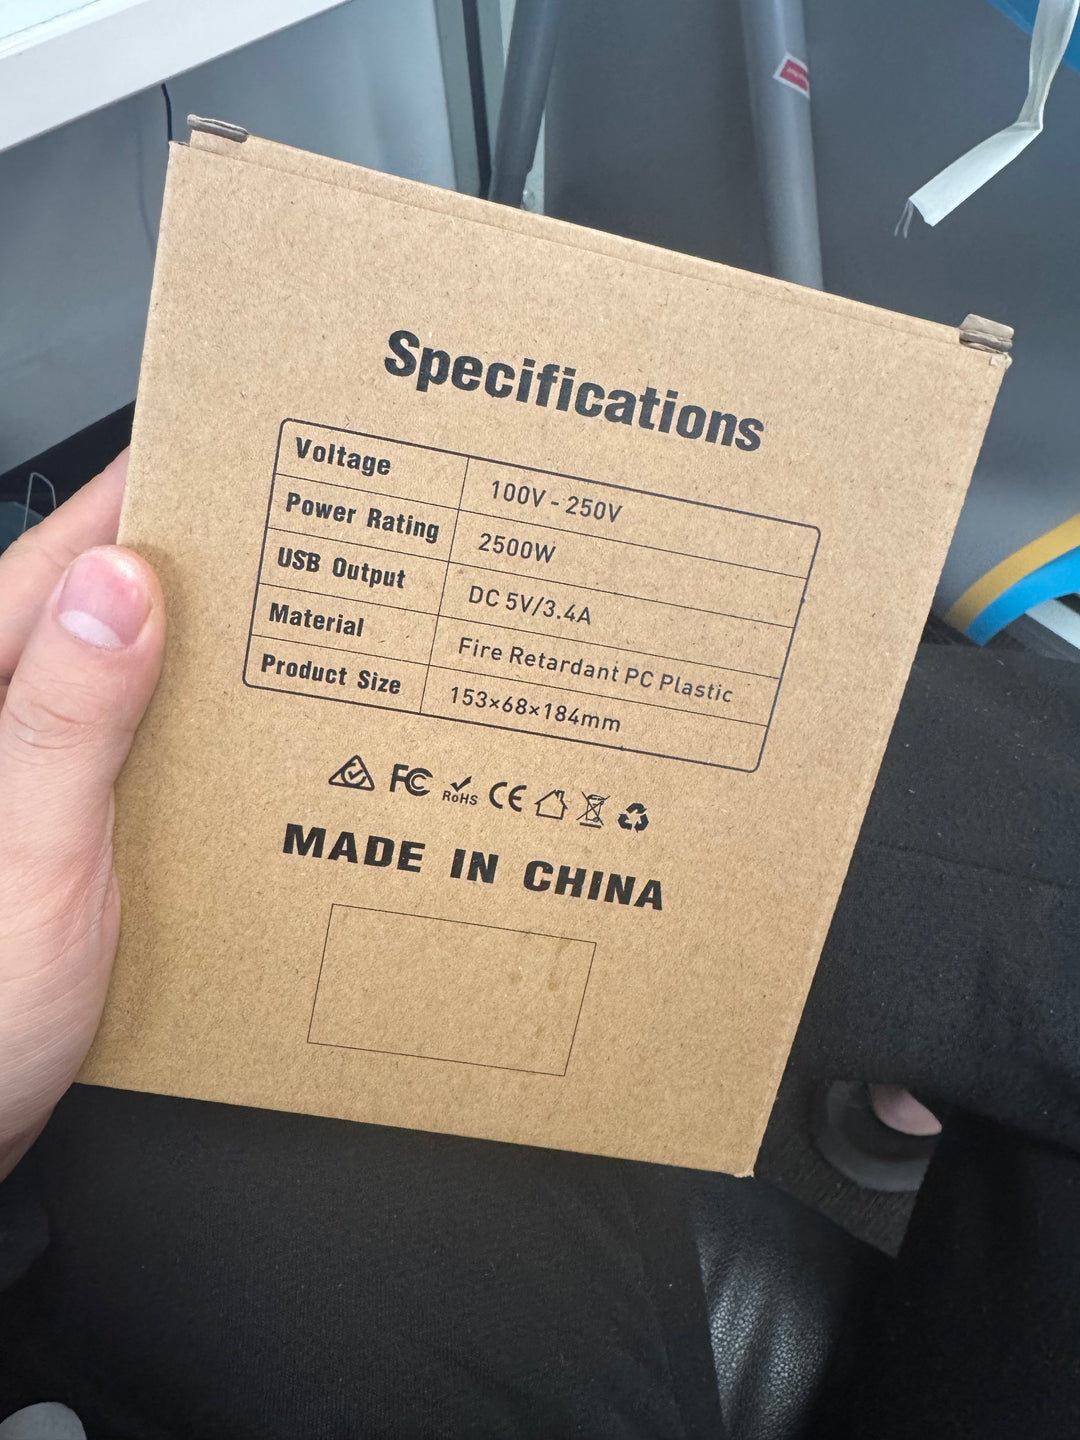 Specifications
Voltage 100V - 250V
Power Rating 2500W
USB Output DC 5V/3.4A
Material Fire Retardant PC Plastic
Product Size 153×68×184mm
FC RoHS CE
MADE IN CHINA